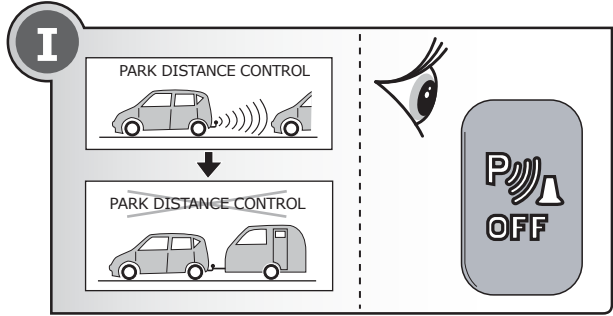 I
PARK DISTANCE CONTROL
PARK DISTANCE CONTROL
P
OFF